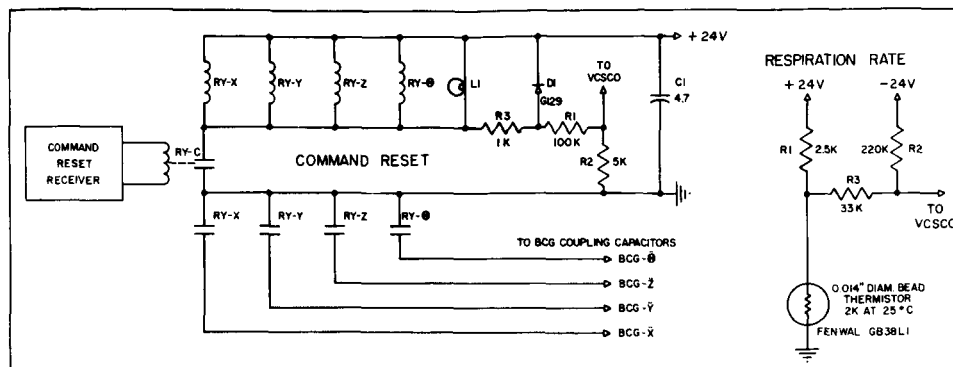 + 24V
RY-X
RY-Y
RY-Z
RY-Θ
L1
D1
G129
TO
VCSCO
C1
4.7
R3
1K
R1
100K
R2
5K
COMMAND
RESET
RECEIVER
RY-C
COMMAND RESET
RY-X
RY-Y
RY-Z
RY-Θ
TO BCG COUPLING CAPACITORS
BCG-Θ̈
BCG-Z̈
BCG-Ÿ
BCG-Ẍ
RESPIRATION RATE
+24V
-24V
R1
2.5K
220K
R2
R3
33K
TO
VCSCO
0.014" DIAM. BEAD
THERMISTOR
2K AT 25°C
FENWAL GB38L1